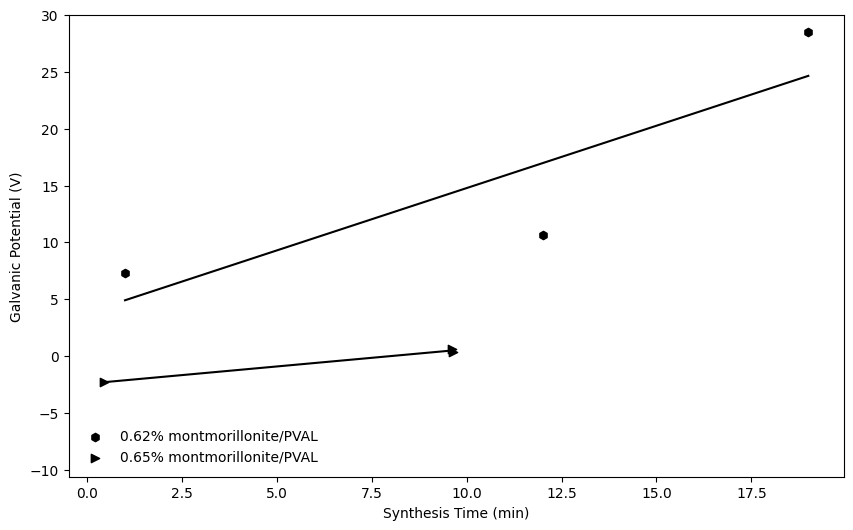 30
25
20
15
10
5
0
−5
−10
Galvanic Potential (V)
0.62% montmorillonite/PVAL
0.65% montmorillonite/PVAL
0.0 2.5 5.0 7.5 10.0 12.5 15.0 17.5
Synthesis Time (min)